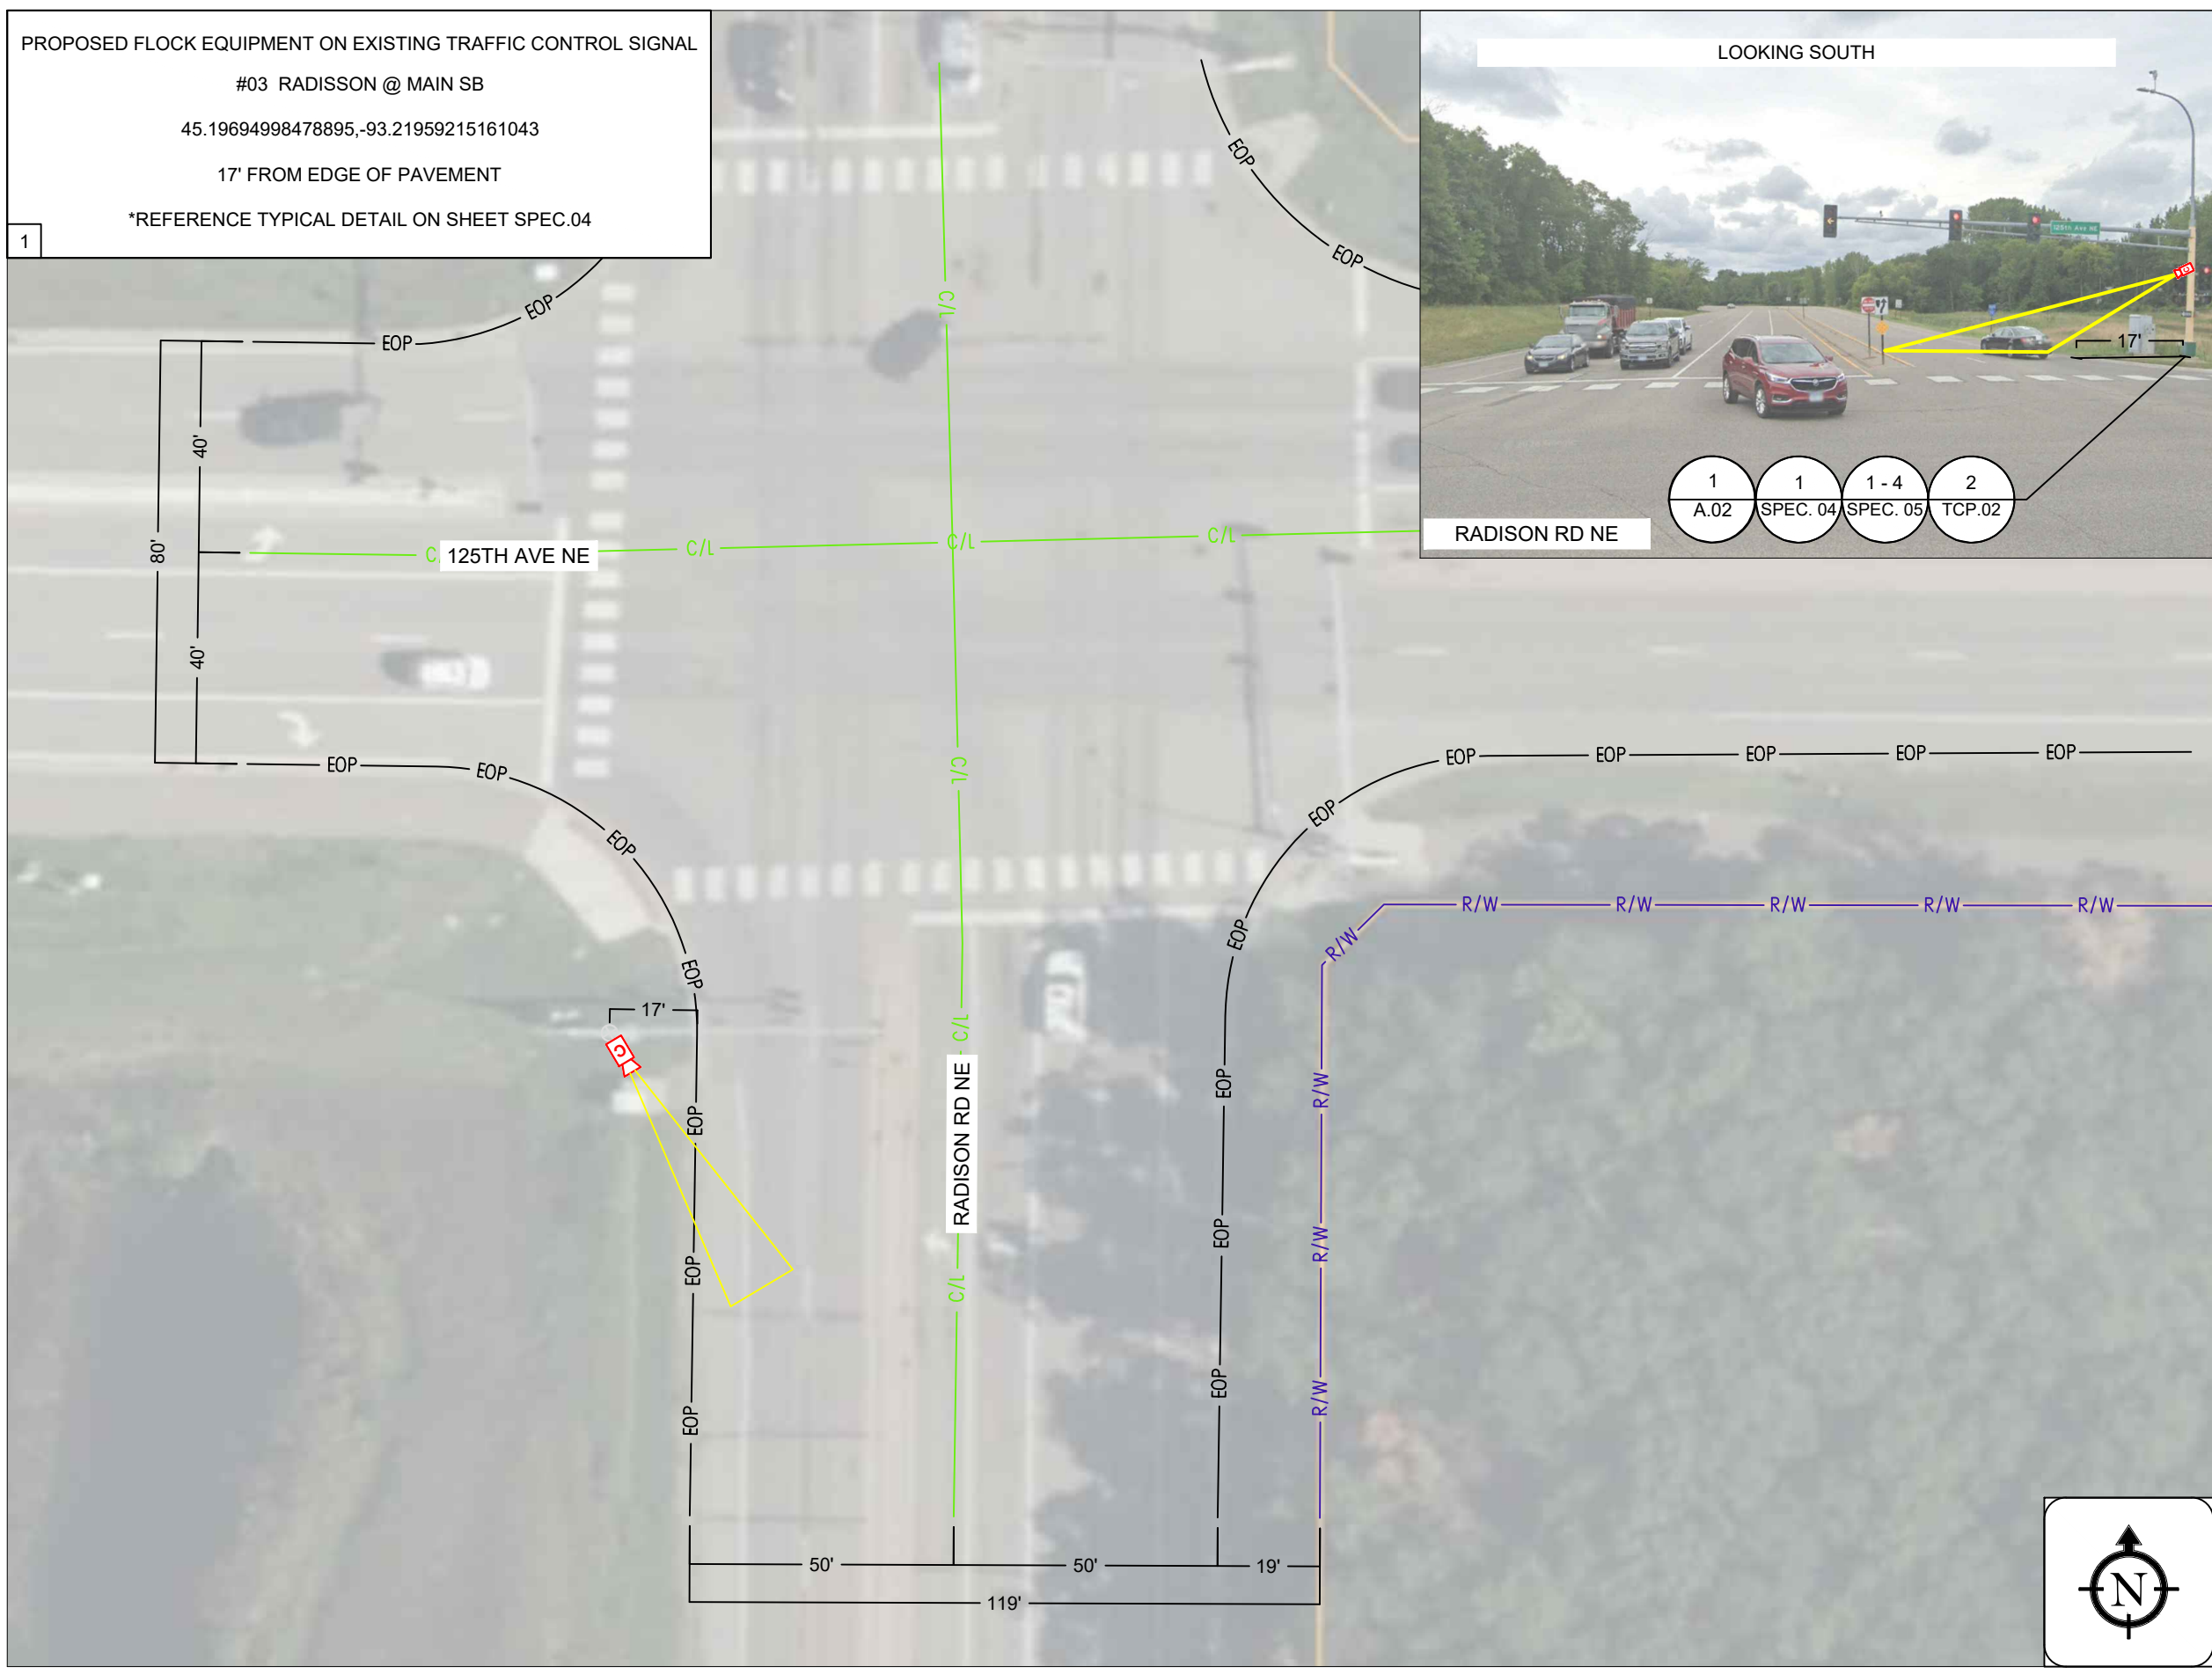 PROPOSED FLOCK EQUIPMENT ON EXISTING TRAFFIC CONTROL SIGNAL
#03 RADISSON @ MAIN SB
45.19694998478895,-93.21959215161043
17' FROM EDGE OF PAVEMENT
*REFERENCE TYPICAL DETAIL ON SHEET SPEC.04
1
LOOKING SOUTH
125th Ave NE
17'
1
A.02
1
SPEC. 04
1 - 4
SPEC. 05
2
TCP.02
RADISON RD NE
EOP
EOP
EOP
EOP
C/L
40'
80'
40'
C
125TH AVE NE
C/L
C/L
C/L
C/L
EOP
EOP
EOP
EOP
EOP
EOP
EOP
EOP
EOP
EOP
EOP
EOP
R/W
R/W
R/W
R/W
R/W
R/W
EOP
17'
C
C/L
RADISON RD NE
C/L
EOP
EOP
EOP
EOP
EOP
EOP
R/W
R/W
R/W
50'
50'
19'
119'
N